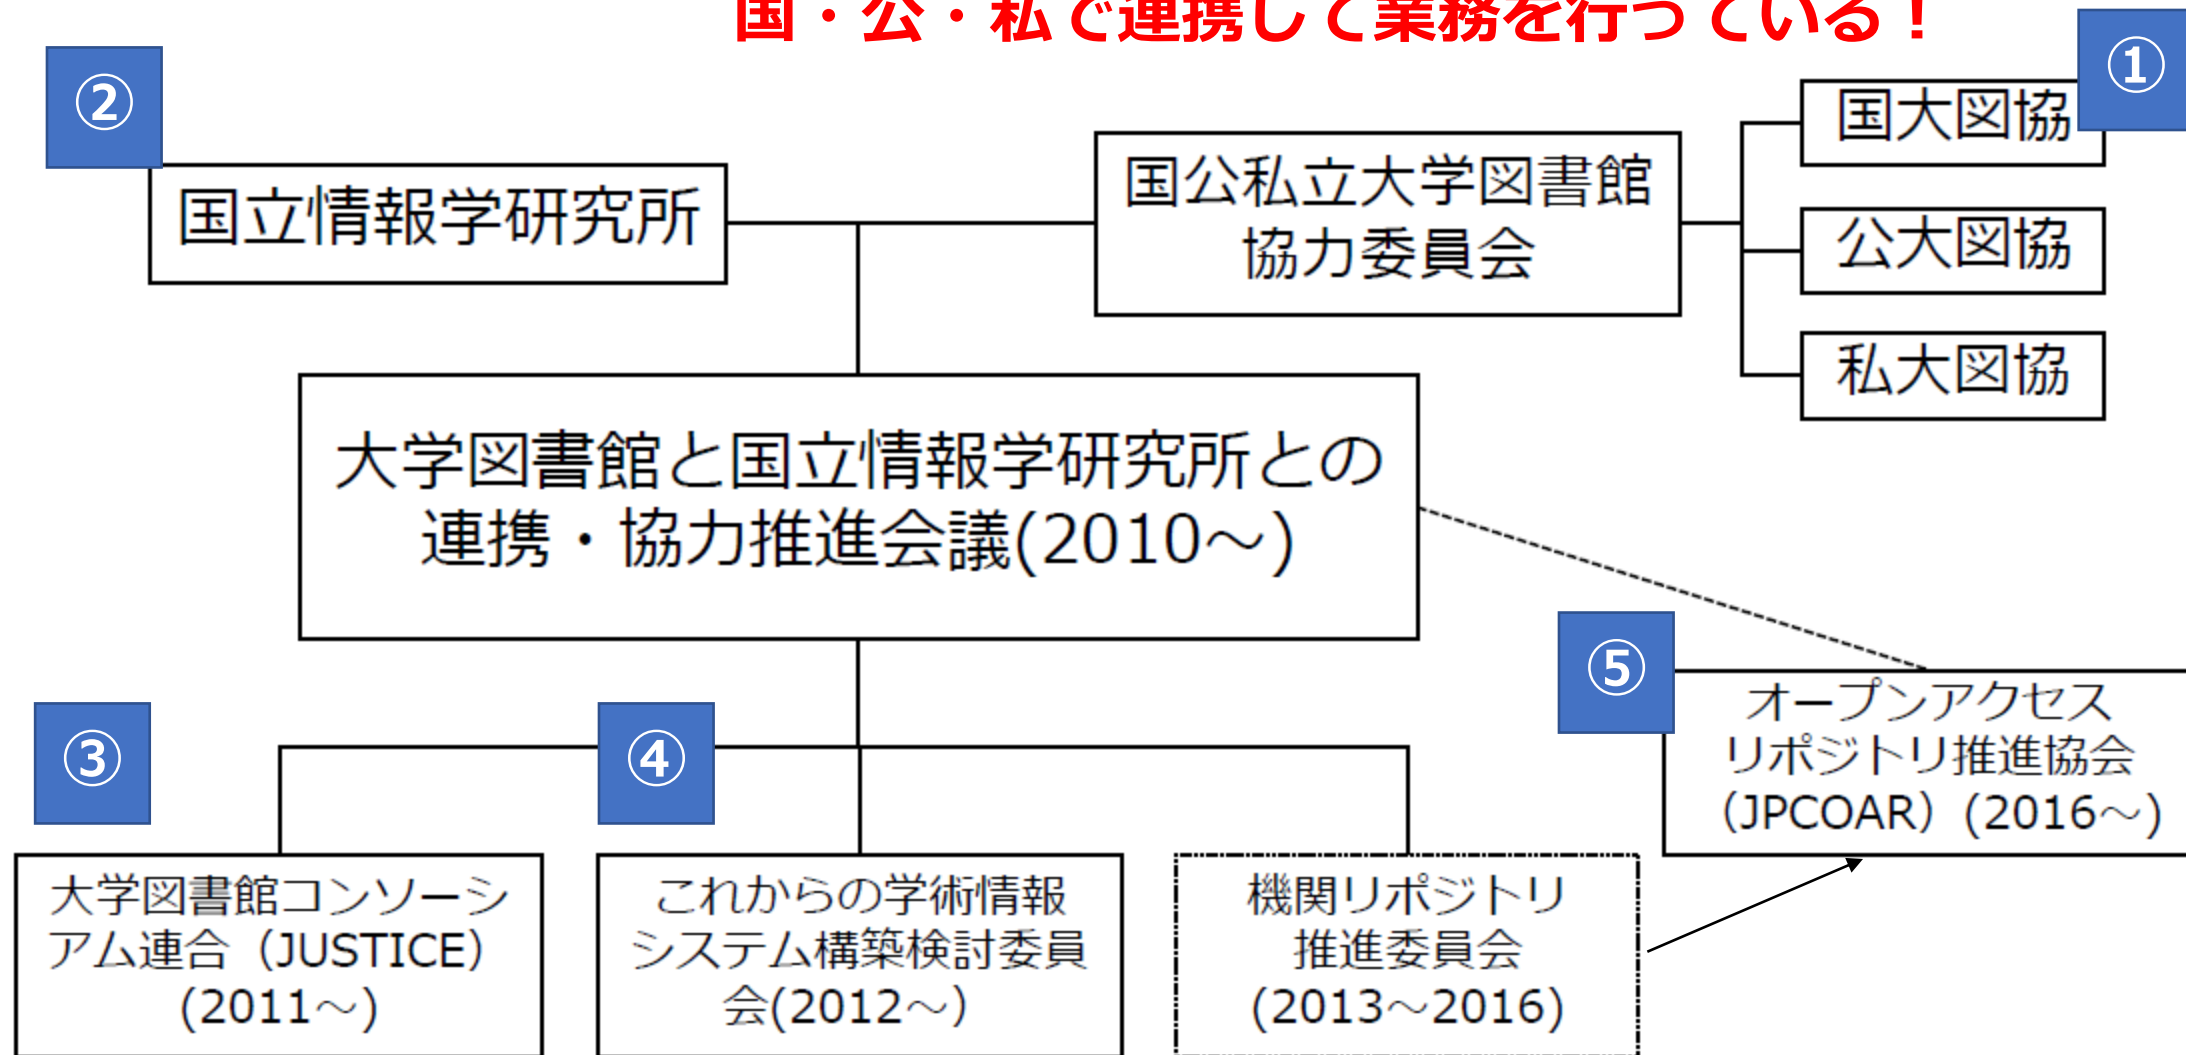 国・公・私で連携して業務を行っている！
①
国大図協
②
国立情報学研究所
国公私立大学図書館
協力委員会
公大図協
私大図協
大学図書館と国立情報学研究所との
連携・協力推進会議(2010～)
⑤
オープンアクセス
リポジトリ推進協会
（JPCOAR）(2016～)
③
④
大学図書館コンソーシ
アム連合（JUSTICE）
(2011～)
これからの学術情報
システム構築検討委員
会(2012～）
機関リポジトリ
推進委員会
(2013～2016)